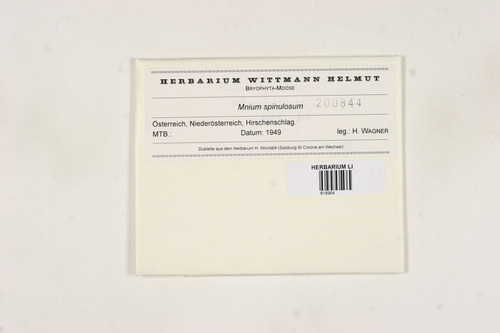 HERBARIUM WITTMANN HELMUT
BRYOPHYTA-MOOSE
Mnium spinulosum 200844
Österreich, Niederösterreich, Hirschenschlag.
MTB.: Datum: 1949 leg.: H. WAGNER
Dublette aus dem Herbarium H. WAGNER (Salzburg-St.Corona am Wechsel)
HERBARIUM LI